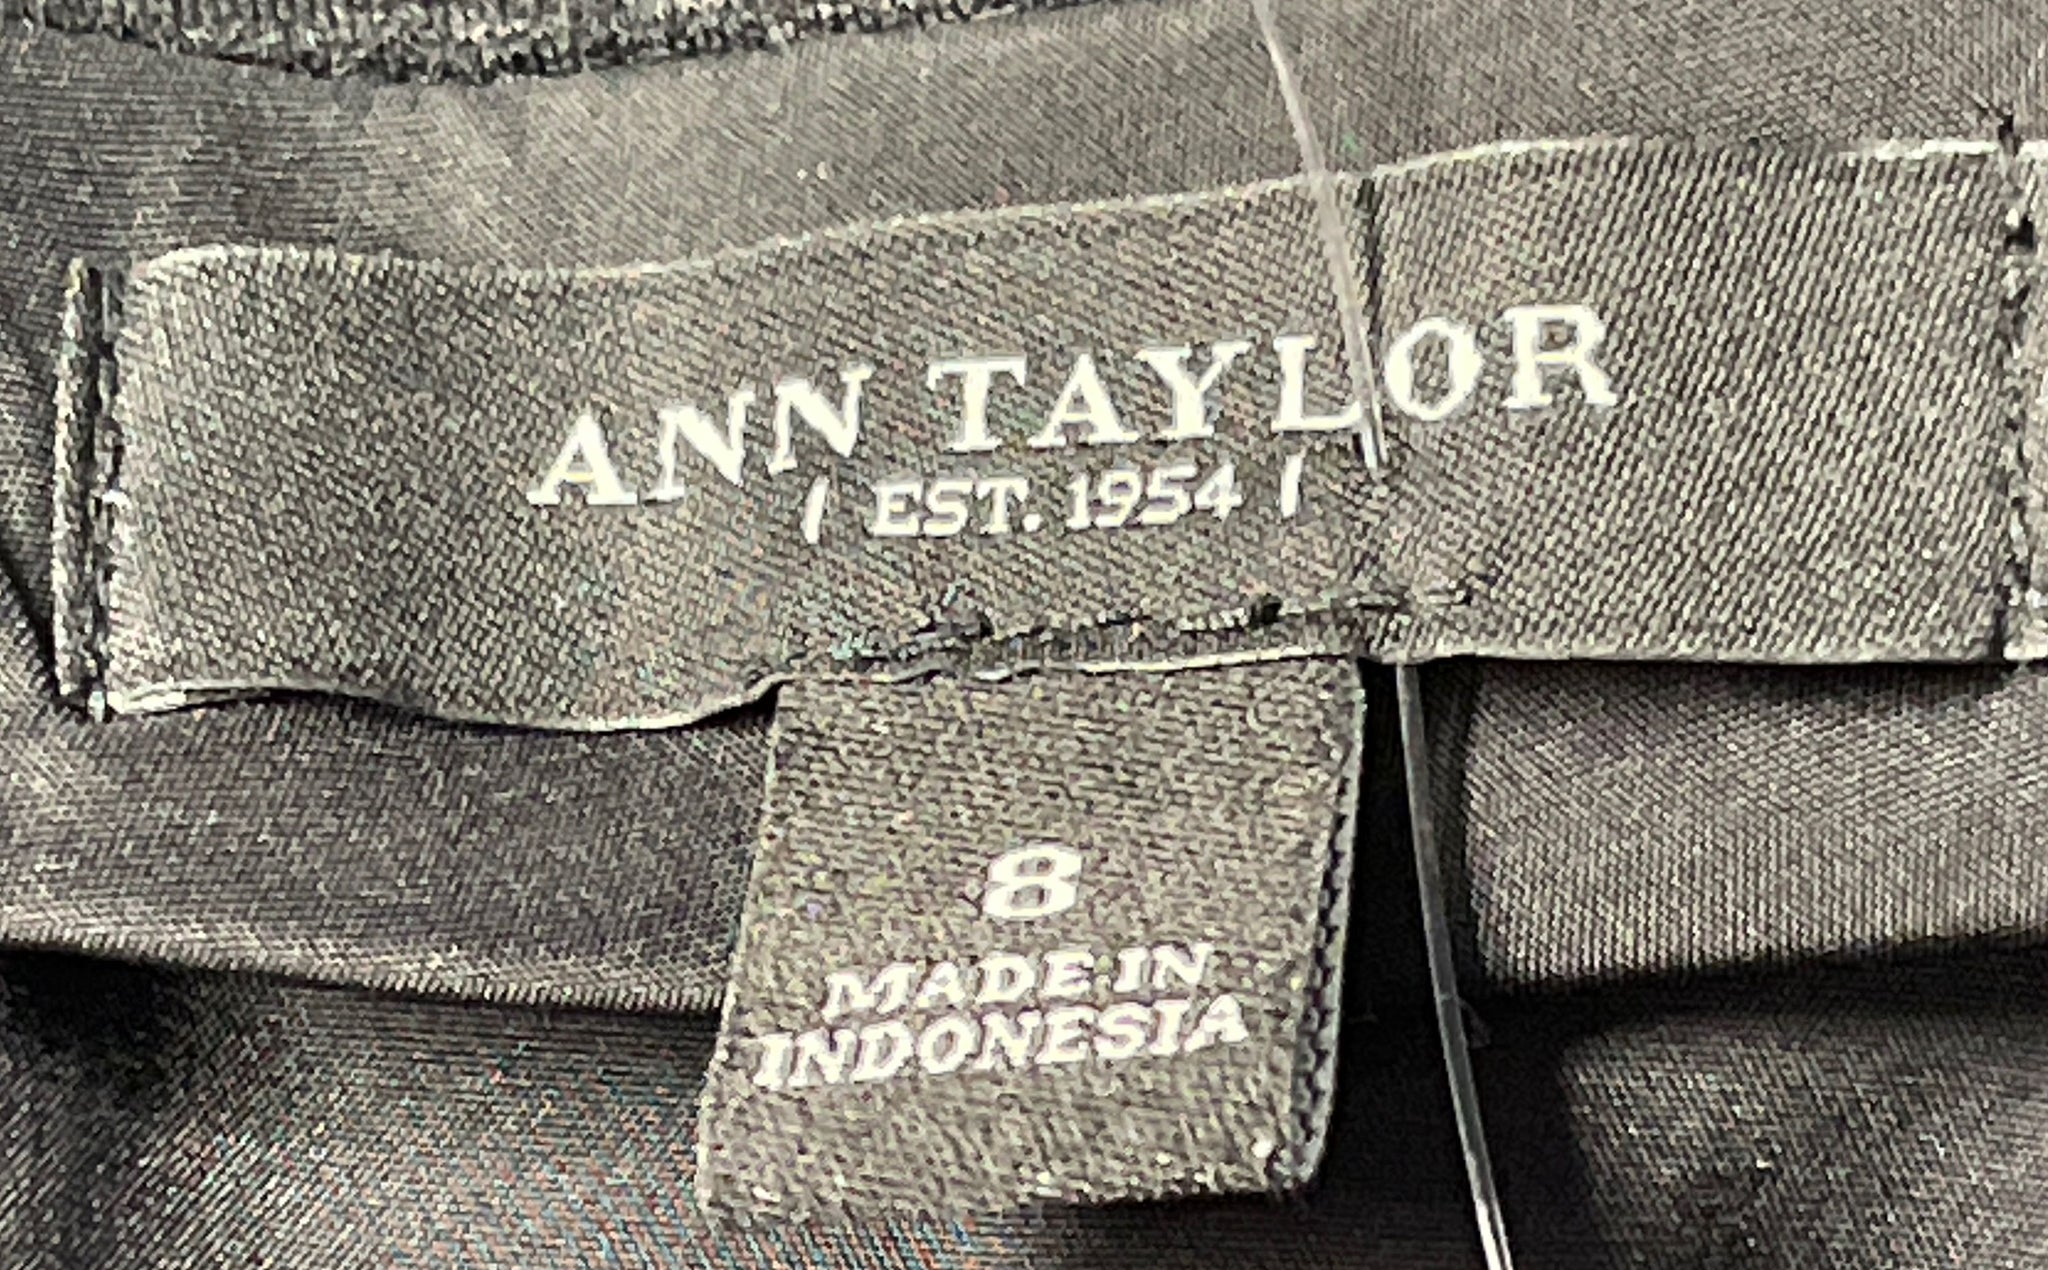 ANN TAYLOR
| EST. 1954 |
8
MADE IN
INDONESIA